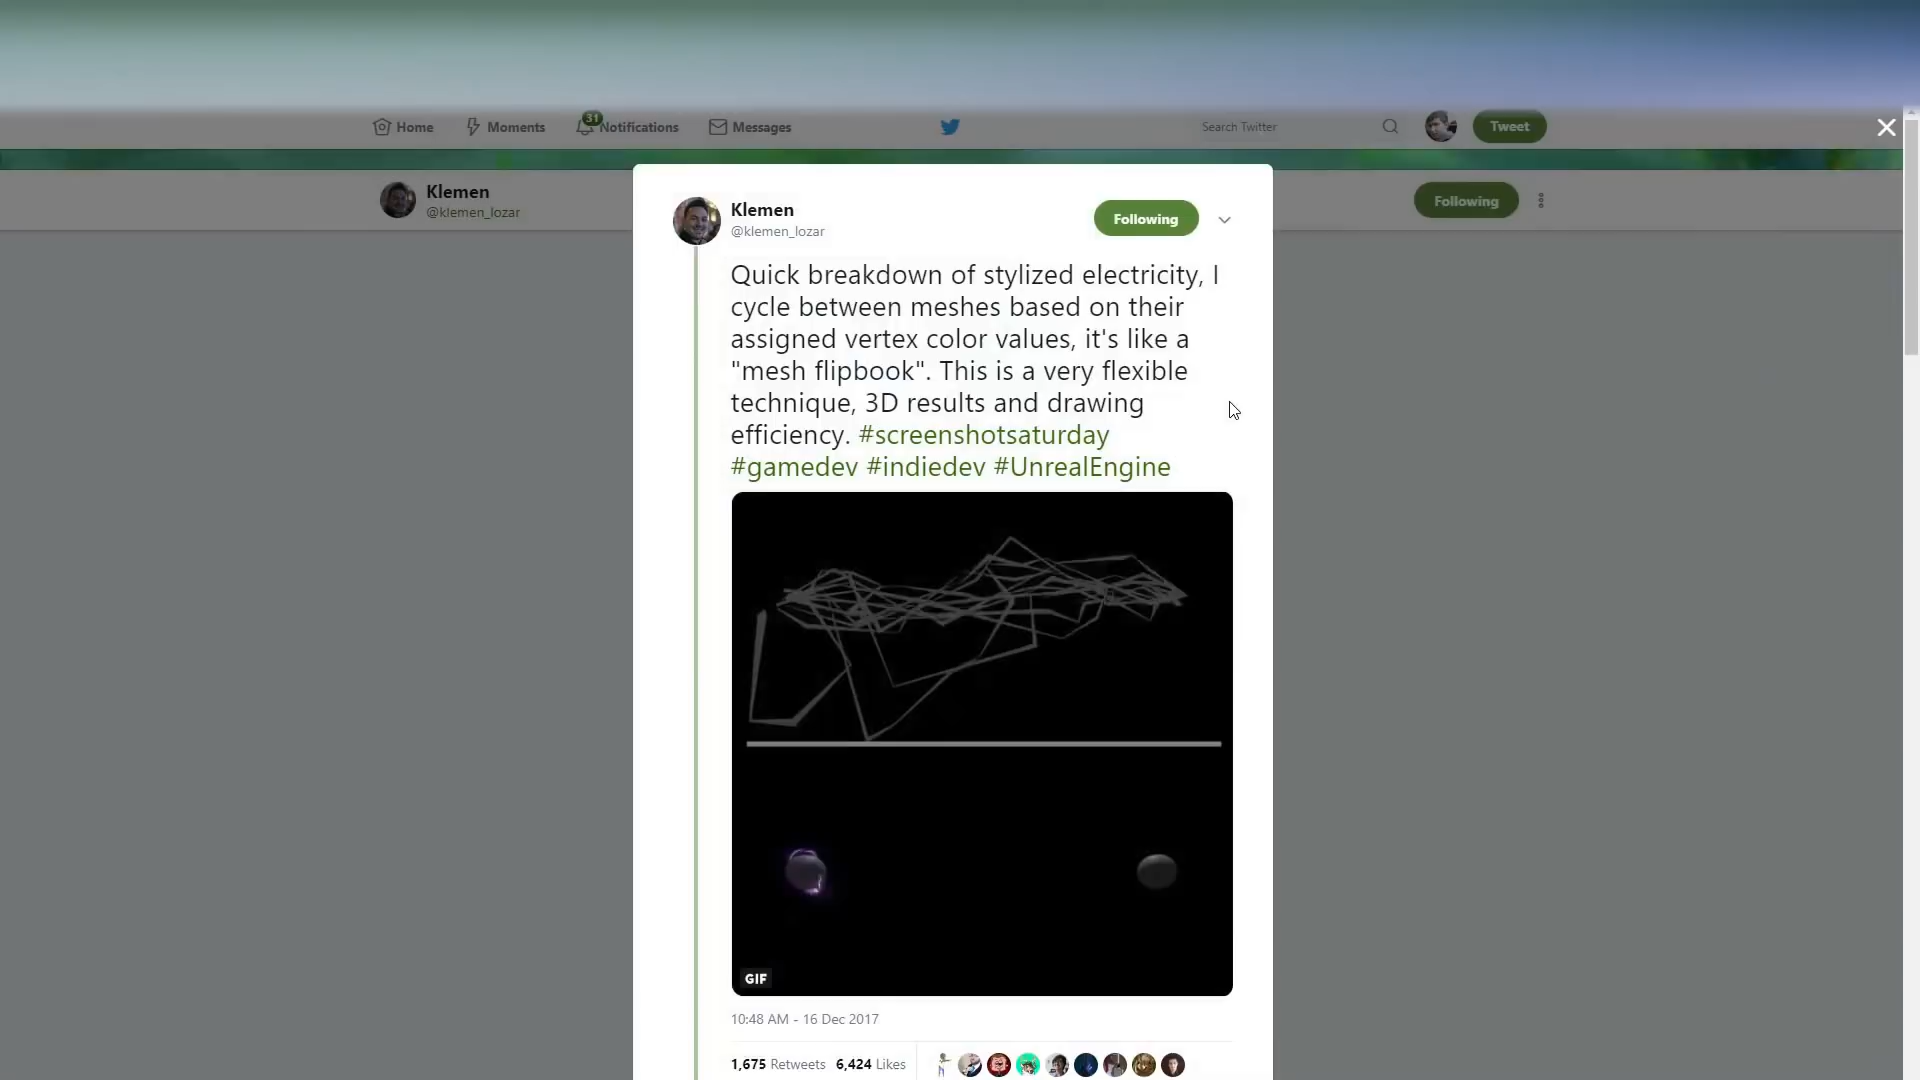 Home Moments 31 Notifications Messages Search Twitter Tweet
Klemen
@klemen_lozar
Following
Klemen
@klemen_lozar
Following
Quick breakdown of stylized electricity, I
cycle between meshes based on their
assigned vertex color values, it's like a
"mesh flipbook". This is a very flexible
technique, 3D results and drawing
efficiency. #screenshotsaturday
#gamedev #indiedev #UnrealEngine
GIF
10:48 AM - 16 Dec 2017
1,675 Retweets 6,424 Likes